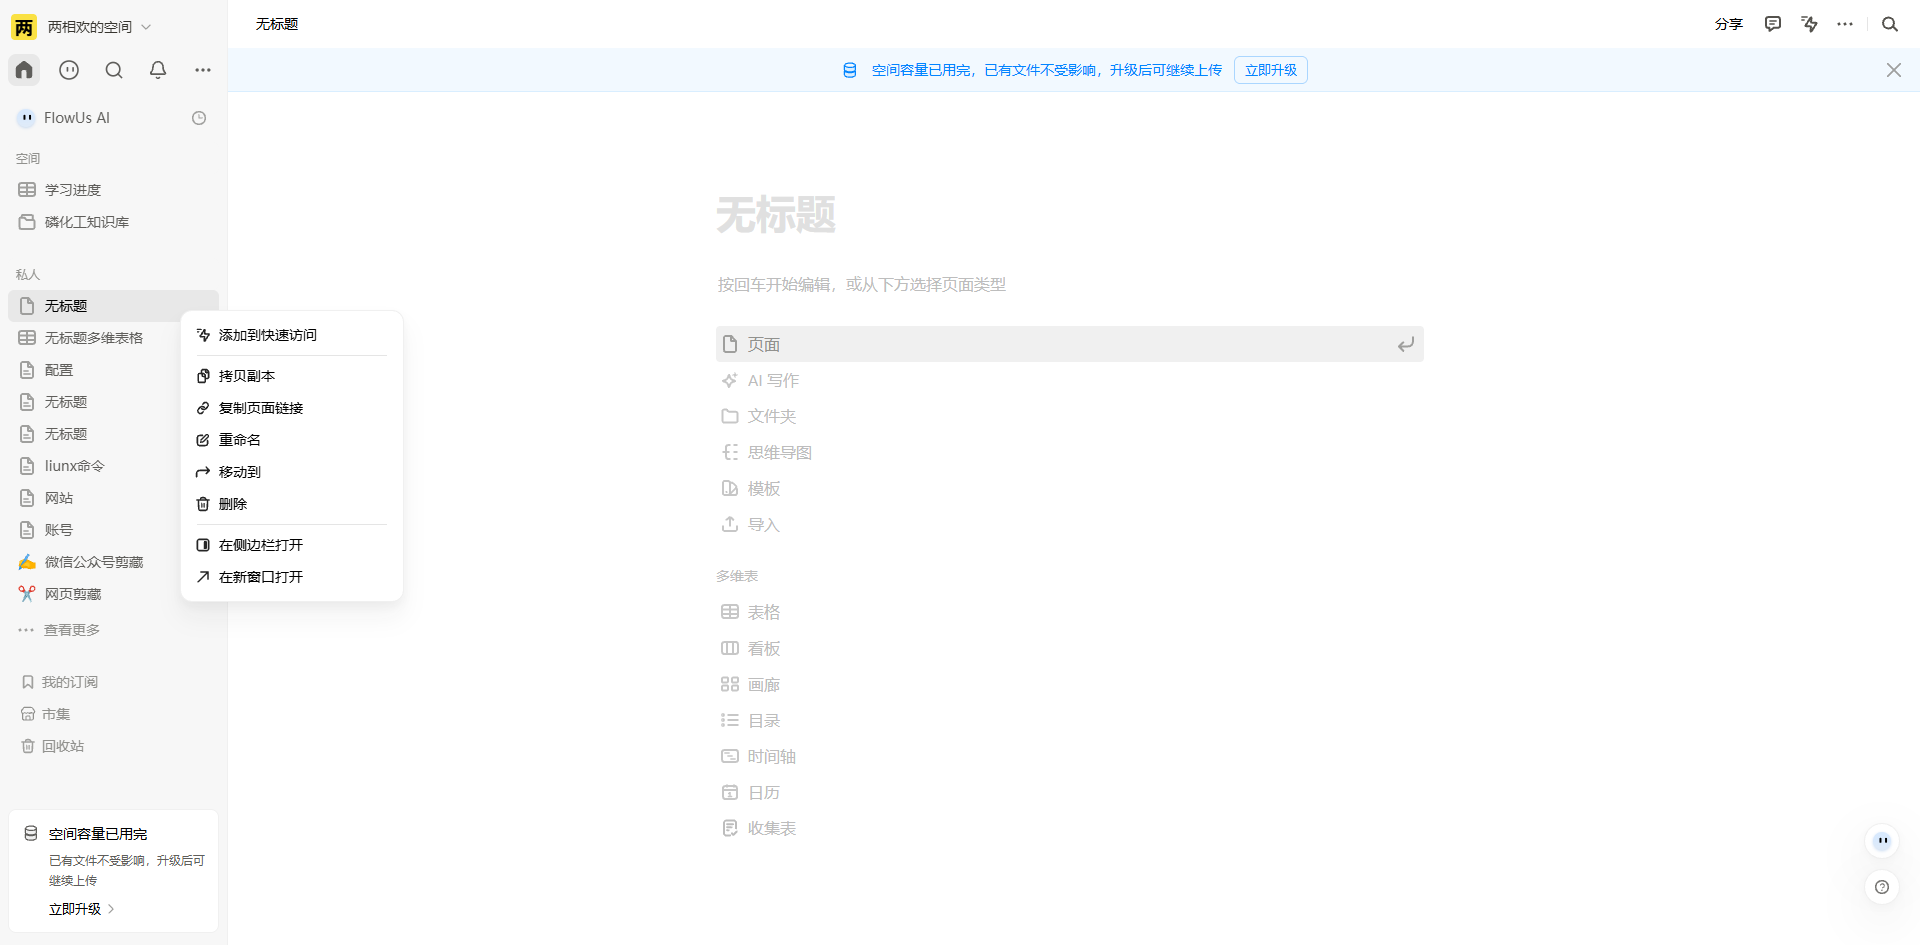 两 两相欢的空间
FlowUs AI
空间
学习进度
磷化工知识库
私人
无标题
无标题多维表格
配置
无标题
无标题
liunx命令
网站
账号
微信公众号剪藏
网页剪藏
查看更多
我的订阅
市集
回收站
空间容量已用完
已有文件不受影响，升级后可
继续上传
立即升级
添加到快速访问
拷贝副本
复制页面链接
重命名
移动到
删除
在侧边栏打开
在新窗口打开
无标题
分享
空间容量已用完，已有文件不受影响，升级后可继续上传 立即升级
无标题
按回车开始编辑，或从下方选择页面类型
页面
AI 写作
文件夹
思维导图
模板
导入
多维表
表格
看板
画廊
目录
时间轴
日历
收集表